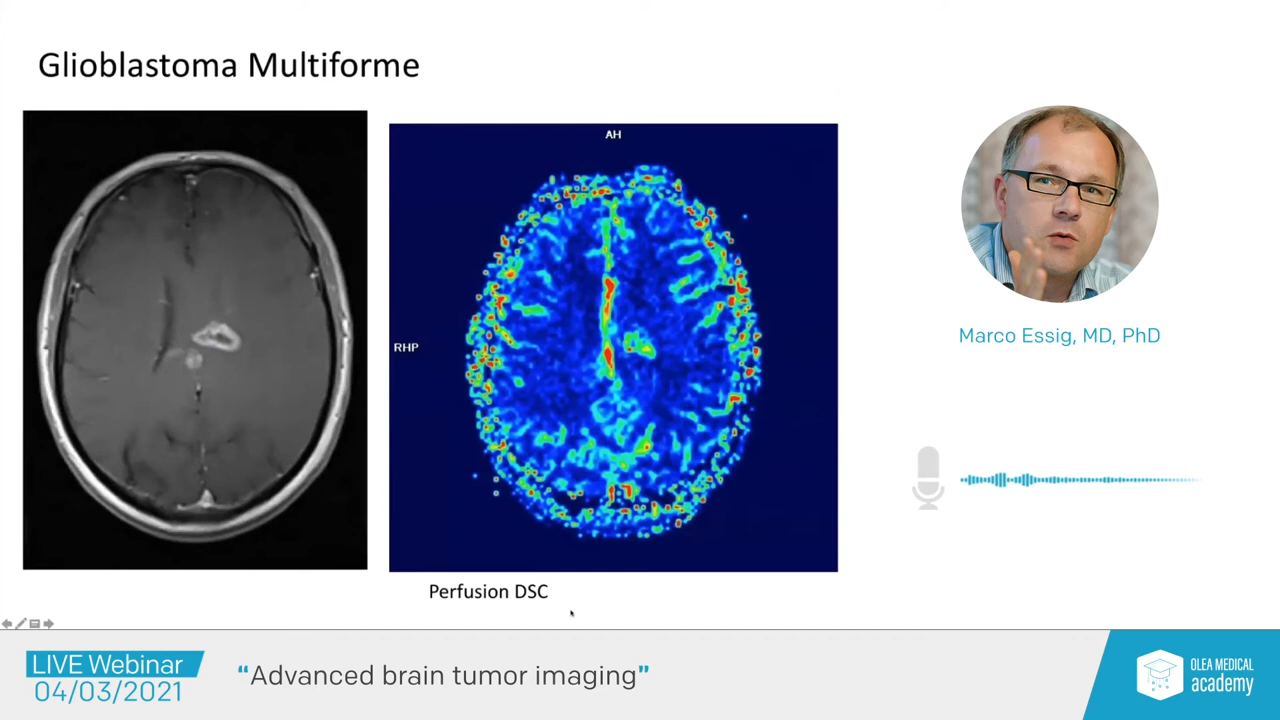 Glioblastoma Multiforme
AH
RHP
Perfusion DSC
Marco Essig, MD, PhD
LIVE Webinar
04/03/2021
“Advanced brain tumor imaging”
OLEA MEDICAL
academy